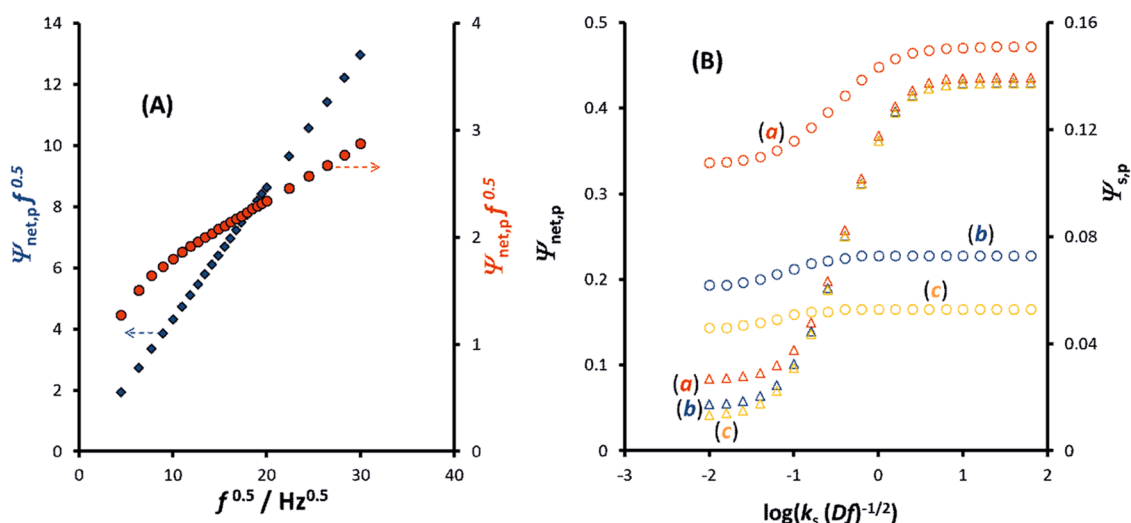 14
12
10
8
6
4
2
0
Ψnet,p f 0.5
(A)
4
3
2
1
0
Ψnet,p f 0.5
0
10
20
30
40
f 0.5 / Hz0.5
0.5
0.4
0.3
0.2
0.1
0
Ψnet,p
(B)
(a)
(b)
(c)
(a)
(b)
(c)
0.16
0.12
0.08
0.04
0
Ψs,p
-3
-2
-1
0
1
2
log(ks (Df)-1/2)